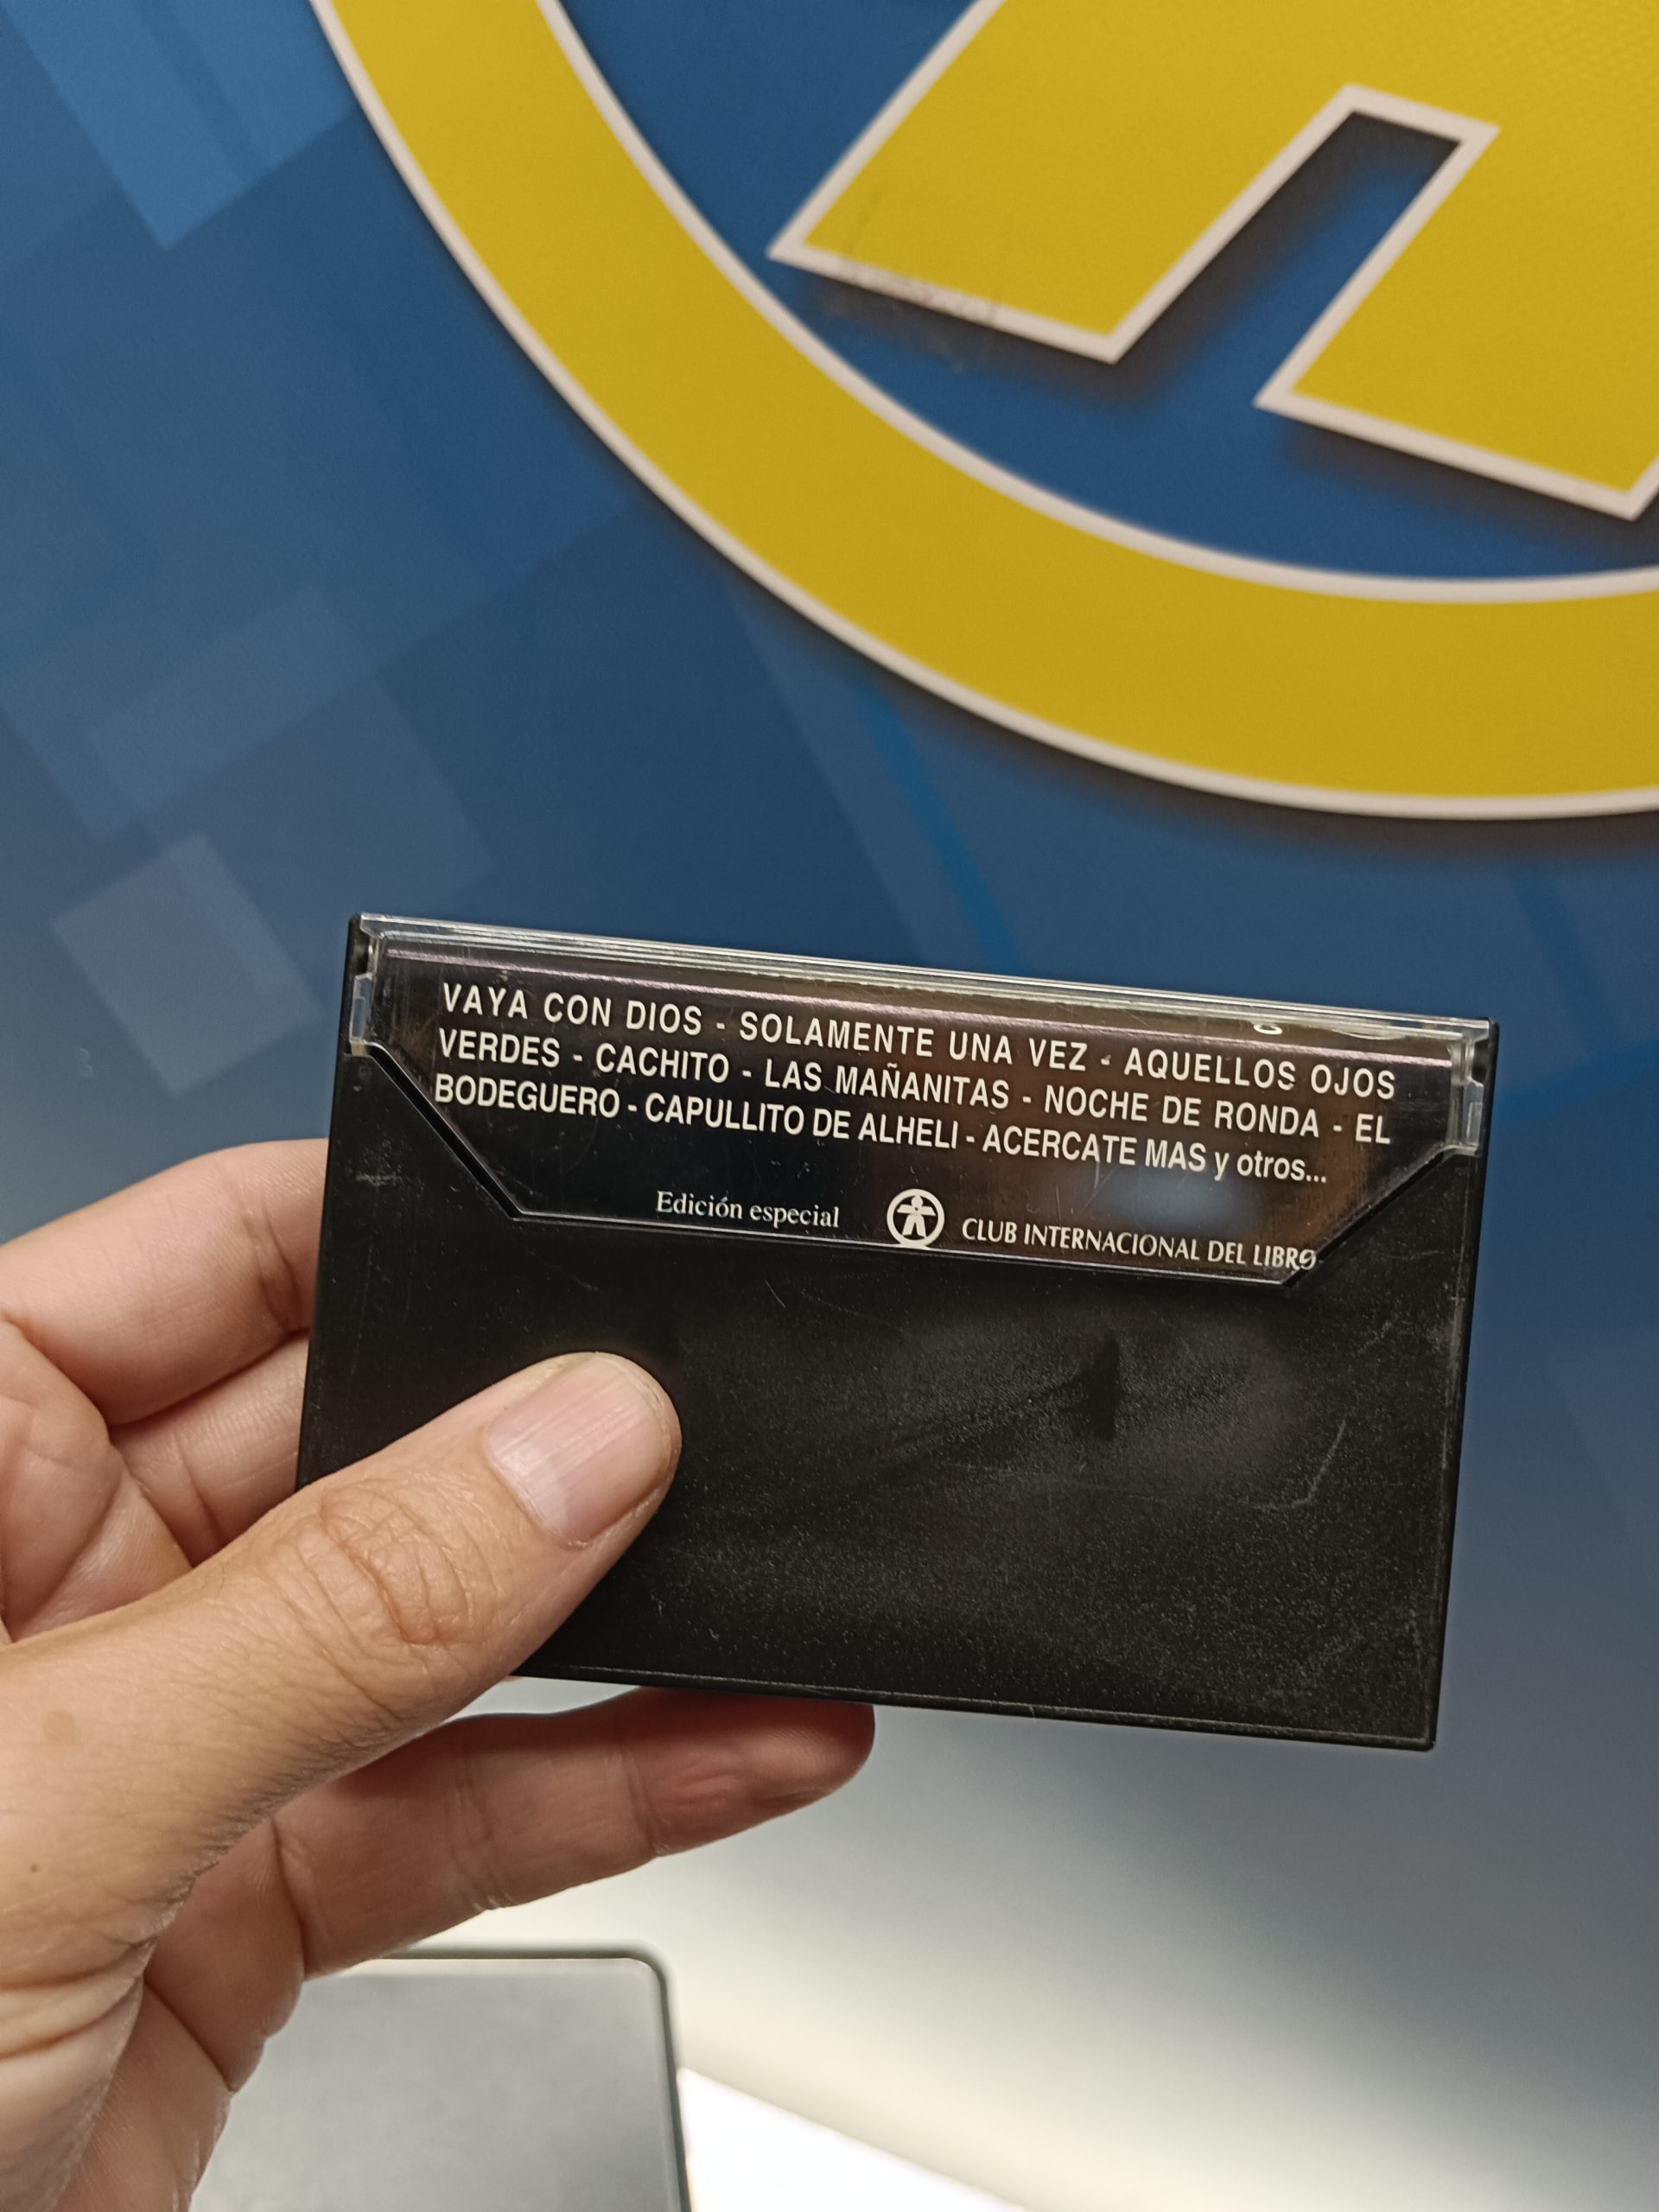 VAYA CON DIOS - SOLAMENTE UNA VEZ - AQUELLOS OJOS
VERDES - CACHITO - LAS MAÑANITAS - NOCHE DE RONDA - EL
BODEGUERO - CAPULLITO DE ALHELI - ACERCATE MAS y otros...
Edición especial CLUB INTERNACIONAL DEL LIBRO